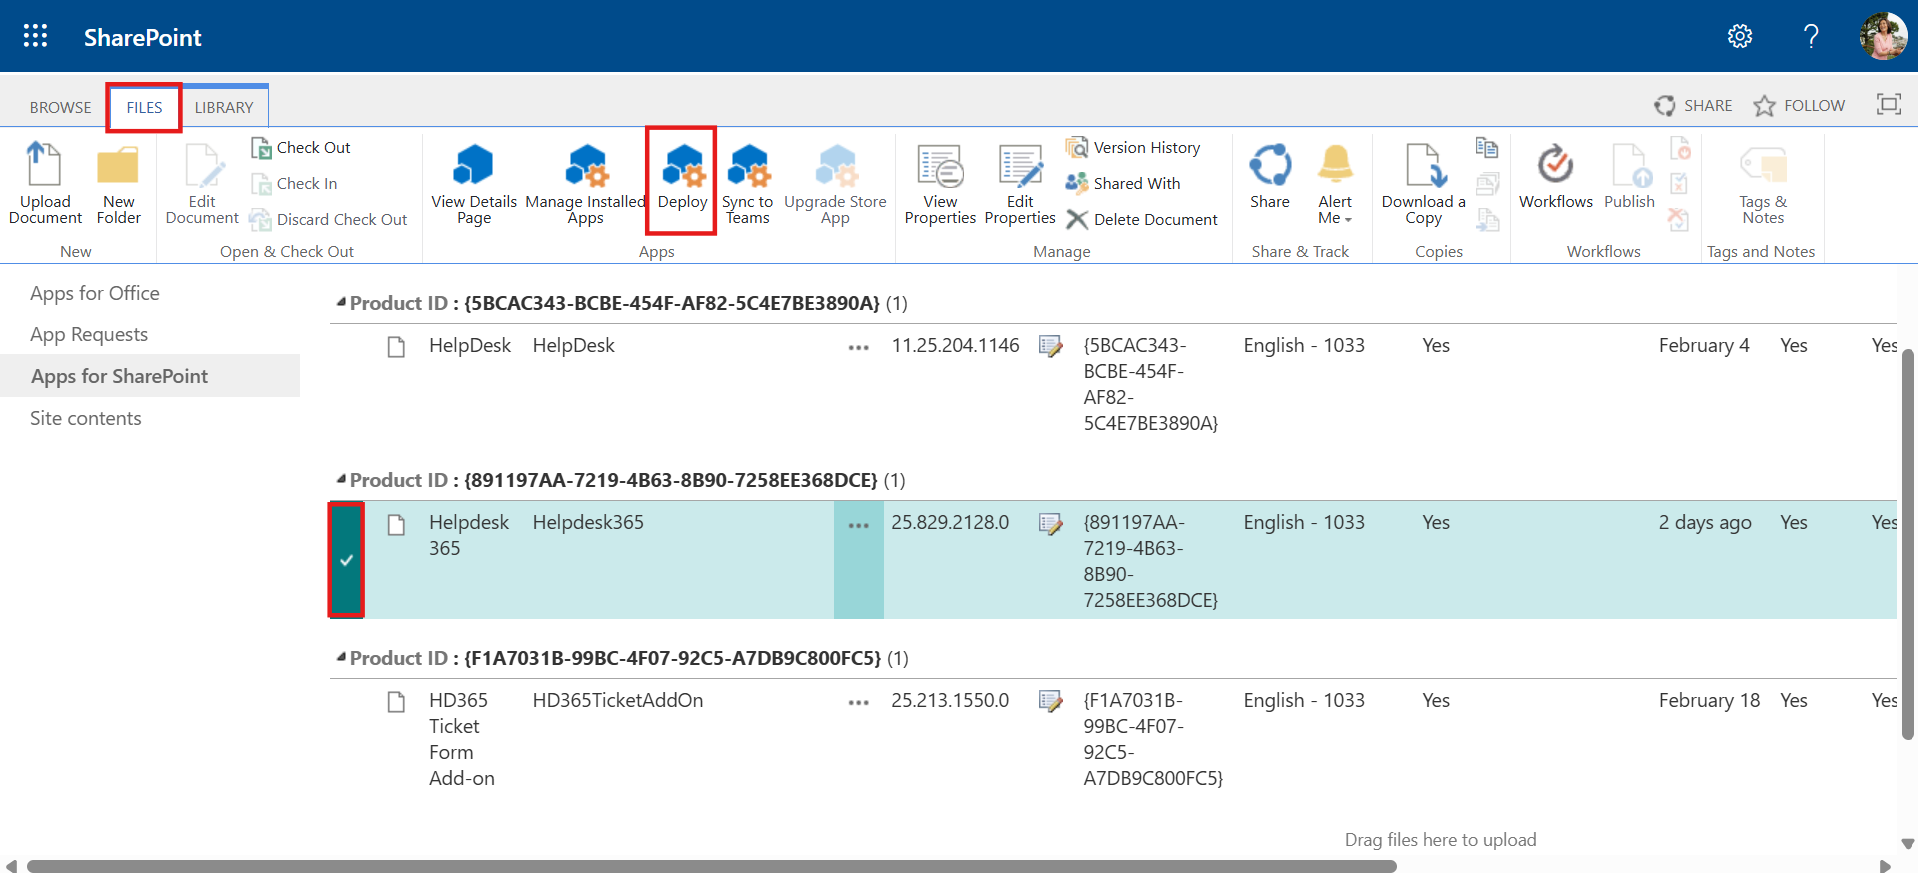 SharePoint
?
BROWSE FILES LIBRARY
SHARE FOLLOW
Upload Document
New Folder
New
Edit Document
Check Out
Check In
Discard Check Out
Open & Check Out
View Details Page
Manage Installed Apps
Deploy
Sync to Teams
Upgrade Store App
Apps
View Properties
Edit Properties
Version History
Shared With
Delete Document
Manage
Share
Alert Me
Share & Track
Download a Copy
Copies
Workflows
Publish
Workflows
Tags & Notes
Tags and Notes
Apps for Office
App Requests
Apps for SharePoint
Site contents
Product ID : {5BCAC343-BCBE-454F-AF82-5C4E7BE3890A} (1)
HelpDesk HelpDesk ... 11.25.204.1146 {5BCAC343- English - 1033 Yes February 4 Yes Yes
BCBE-454F-
AF82-
5C4E7BE3890A}
Product ID : {891197AA-7219-4B63-8B90-7258EE368DCE} (1)
Helpdesk Helpdesk365 ... 25.829.2128.0 {891197AA- English - 1033 Yes 2 days ago Yes Yes
365 7219-4B63-
8B90-
7258EE368DCE}
Product ID : {F1A7031B-99BC-4F07-92C5-A7DB9C800FC5} (1)
HD365 HD365TicketAddOn ... 25.213.1550.0 {F1A7031B- English - 1033 Yes February 18 Yes Yes
Ticket 99BC-4F07-
Form 92C5-
Add-on A7DB9C800FC5}
Drag files here to upload